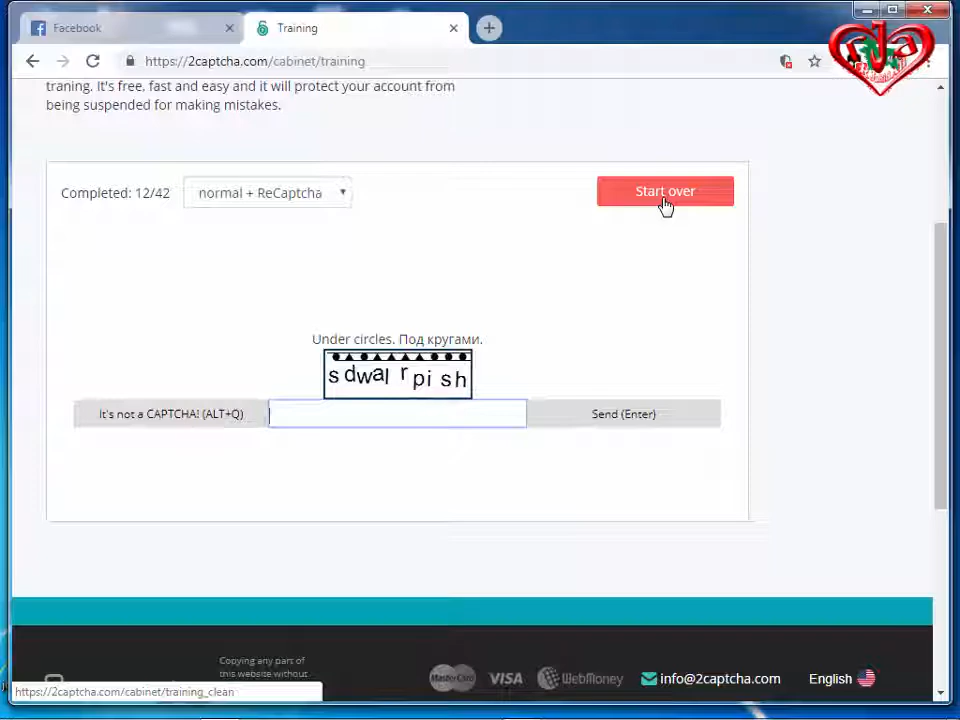 Facebook
Training
https://2captcha.com/cabinet/training
traning. It's free, fast and easy and it will protect your account from
being suspended for making mistakes.
Completed: 12/42
normal + ReCaptcha
Start over
Under circles. Под кругами.
sdwal rpish
It's not a CAPTCHA! (ALT+Q)
Send (Enter)
Copying any part of
this website without
MasterCard
VISA
WebMoney
info@2captcha.com
English
https://2captcha.com/cabinet/training_clean